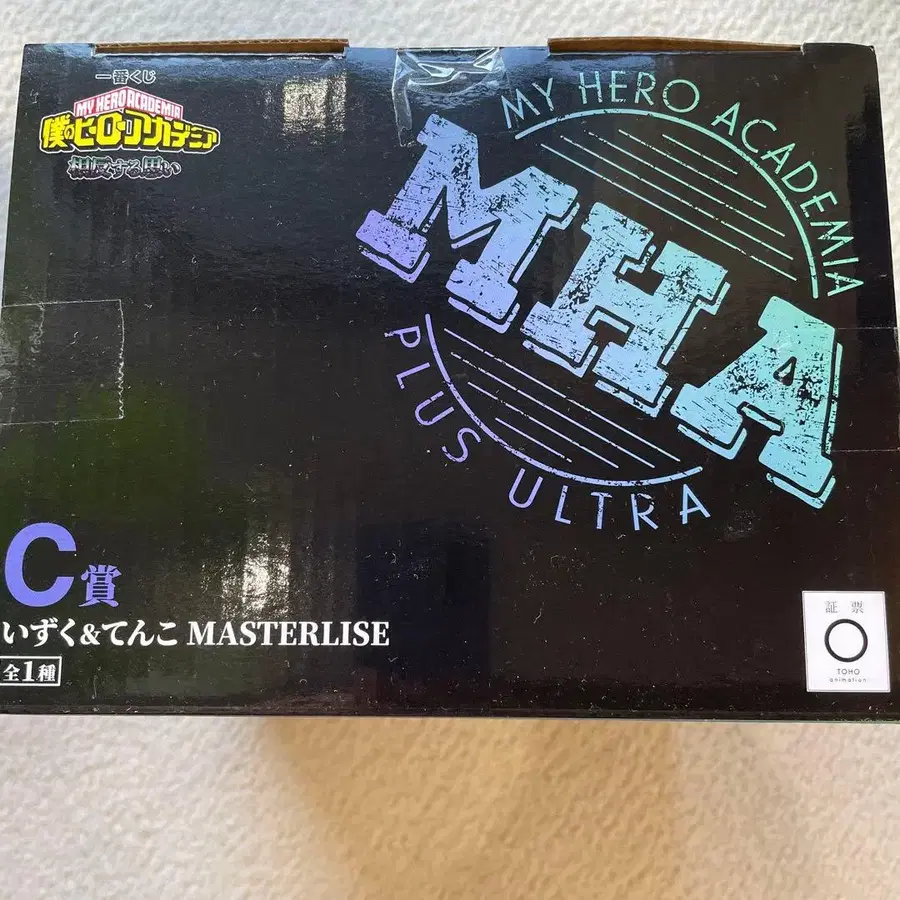 一番くじ
MY HERO ACADEMIA
僕のヒーローアカデミア
相反する思い
MY HERO ACADEMIA
MHA
PLUS ULTRA
C賞
いずく&てんこ MASTERLISE
全1種
証票
TOHO
animation